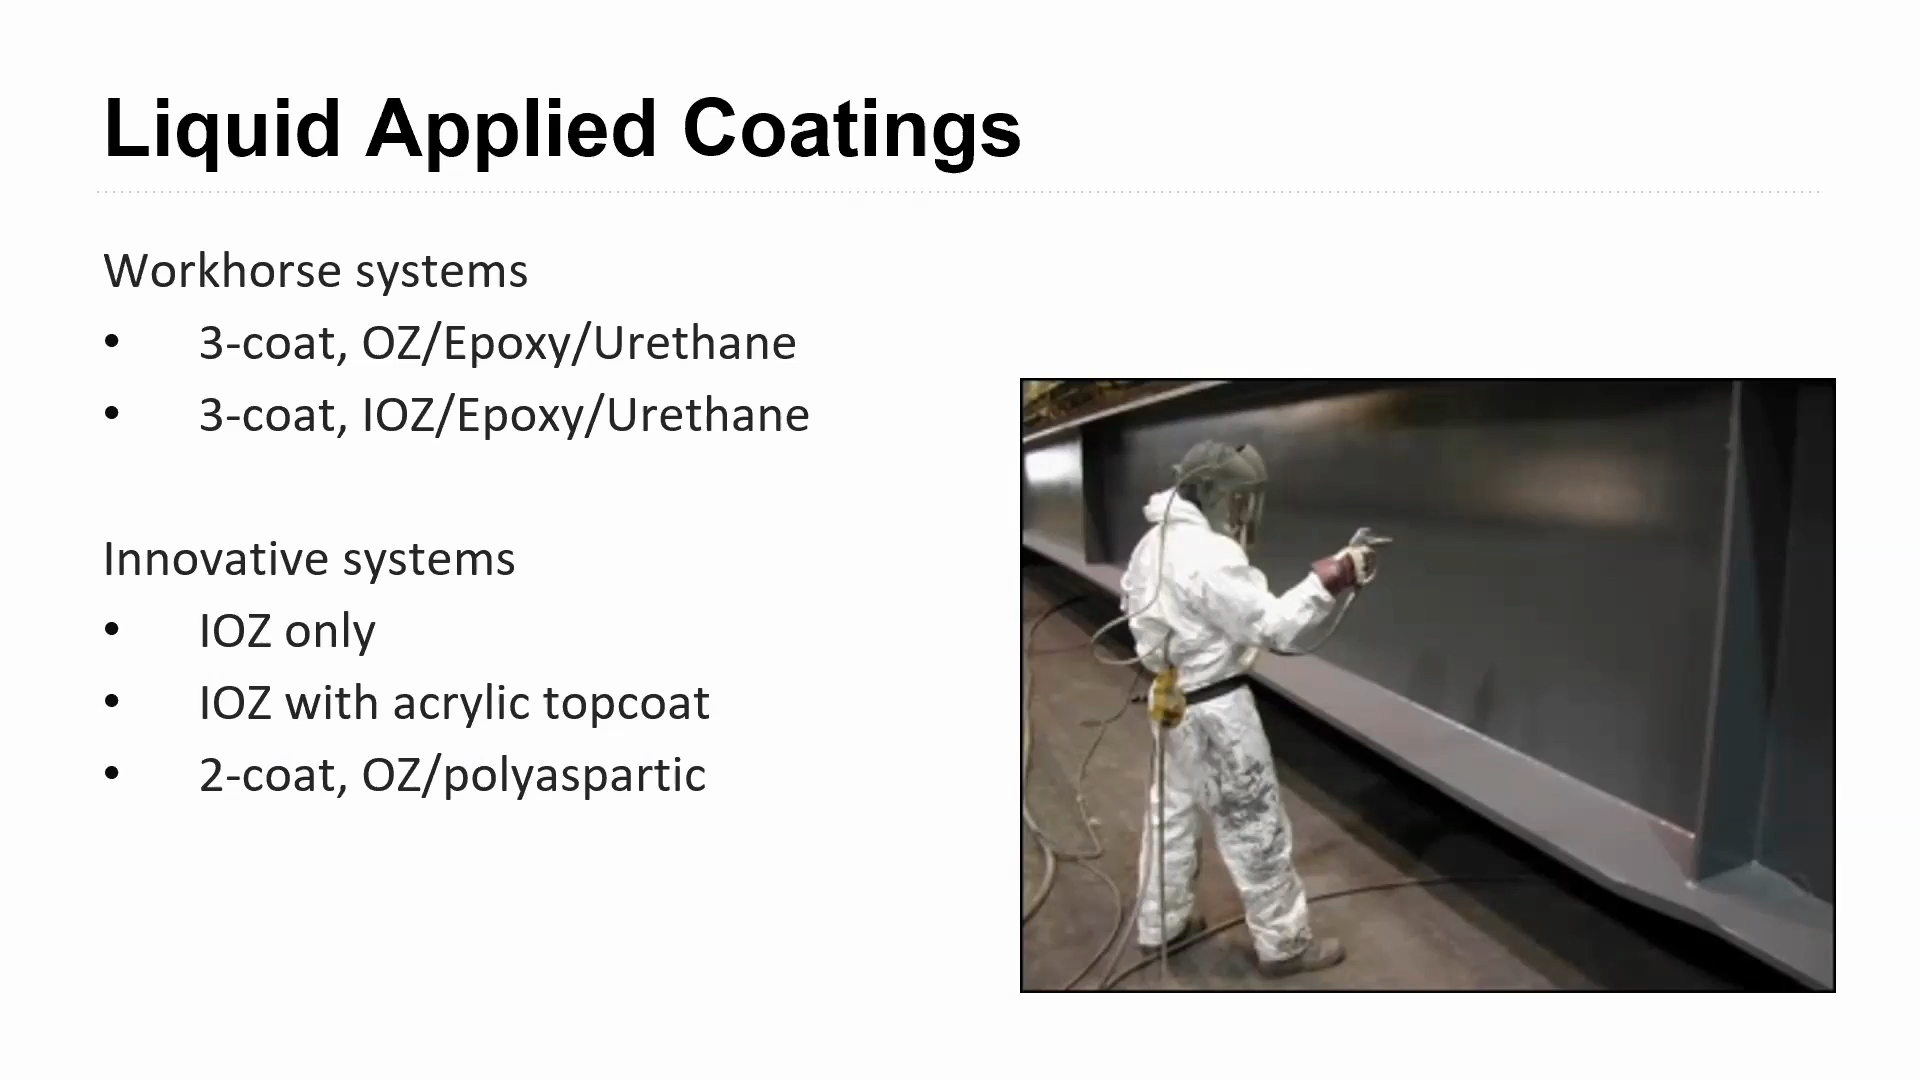 Liquid Applied Coatings
Workhorse systems
• 3-coat, OZ/Epoxy/Urethane
• 3-coat, IOZ/Epoxy/Urethane
Innovative systems
• IOZ only
• IOZ with acrylic topcoat
• 2-coat, OZ/polyaspartic